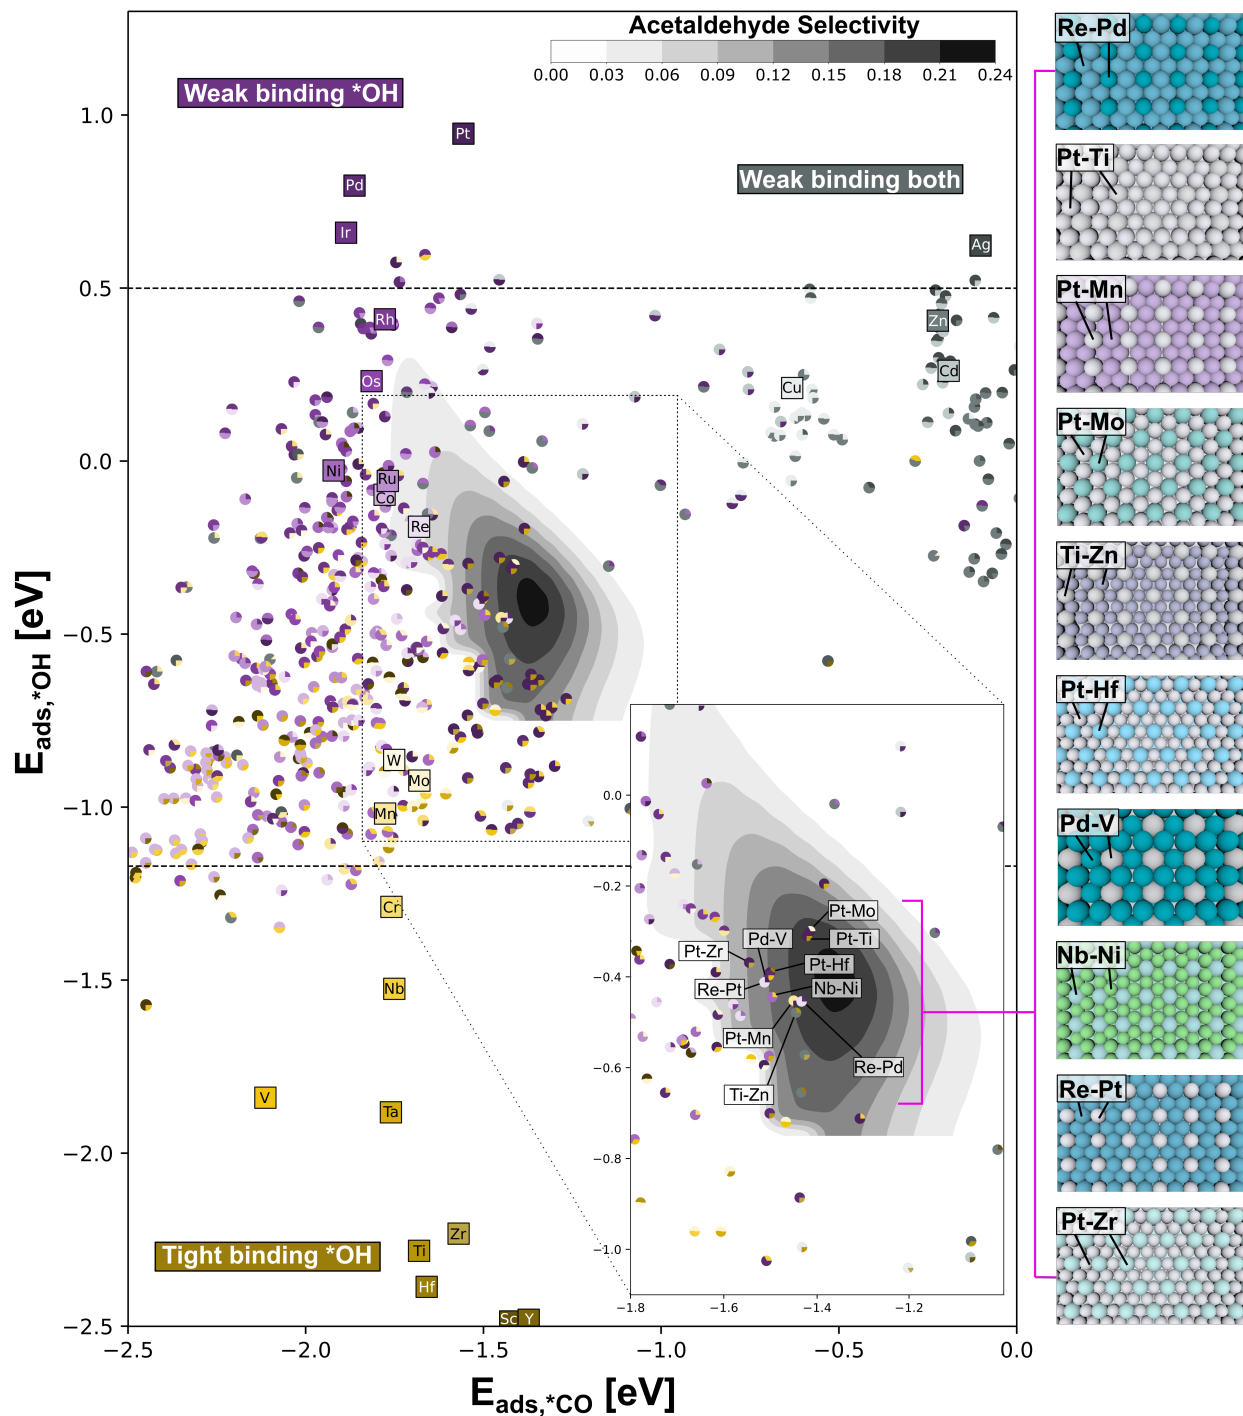 Acetaldehyde Selectivity
0.00 0.03 0.06 0.09 0.12 0.15 0.18 0.21 0.24
Weak binding *OH
Weak binding both
Tight binding *OH
Pt
Pd
Ir
Ag
Rh
Zn
Os
Cd
Cu
Ni
Ru
Co
Re
W
Mo
Mn
Cr
Nb
V
Ta
Zr
Ti
Hf
Sc
Y
1.0
0.5
0.0
−0.5
−1.0
−1.5
−2.0
−2.5
E_ads,*OH [eV]
−2.5 −2.0 −1.5 −1.0 −0.5 0.0
E_ads,*CO [eV]
0.0
−0.2
−0.4
−0.6
−0.8
−1.0
−1.8 −1.6 −1.4 −1.2
Pt-Mo
Pd-V
Pt-Ti
Pt-Zr
Pt-Hf
Re-Pt
Nb-Ni
Pt-Mn
Re-Pd
Ti-Zn
Re-Pd
Pt-Ti
Pt-Mn
Pt-Mo
Ti-Zn
Pt-Hf
Pd-V
Nb-Ni
Re-Pt
Pt-Zr